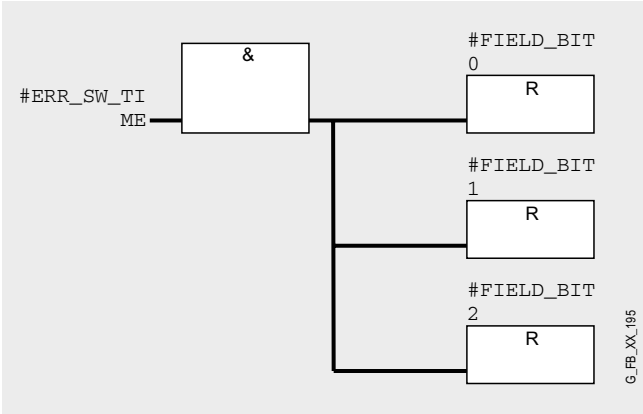 &
#ERR_SW_TI
ME
#FIELD_BIT
0
R
#FIELD_BIT
1
R
#FIELD_BIT
2
R
G_FB_XX_195